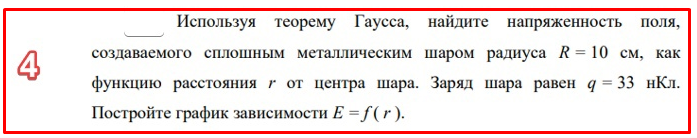 Используя теорему Гаусса, найдите напряженность поля,
4 создаваемого сплошным металлическим шаром радиуса R = 10 см, как
функцию расстояния r от центра шара. Заряд шара равен q = 33 нКл.
Постройте график зависимости E = f ( r ).